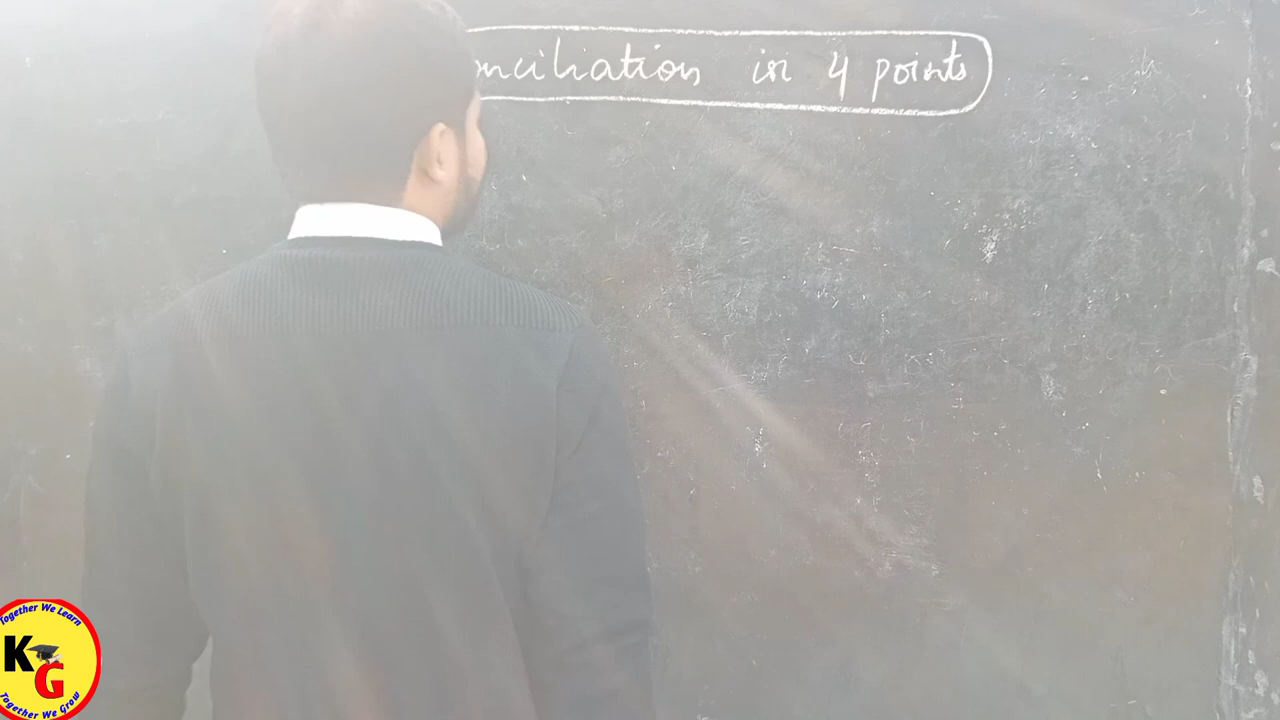 nciliation in 4 points
Together We Learn
KG
Together We Grow